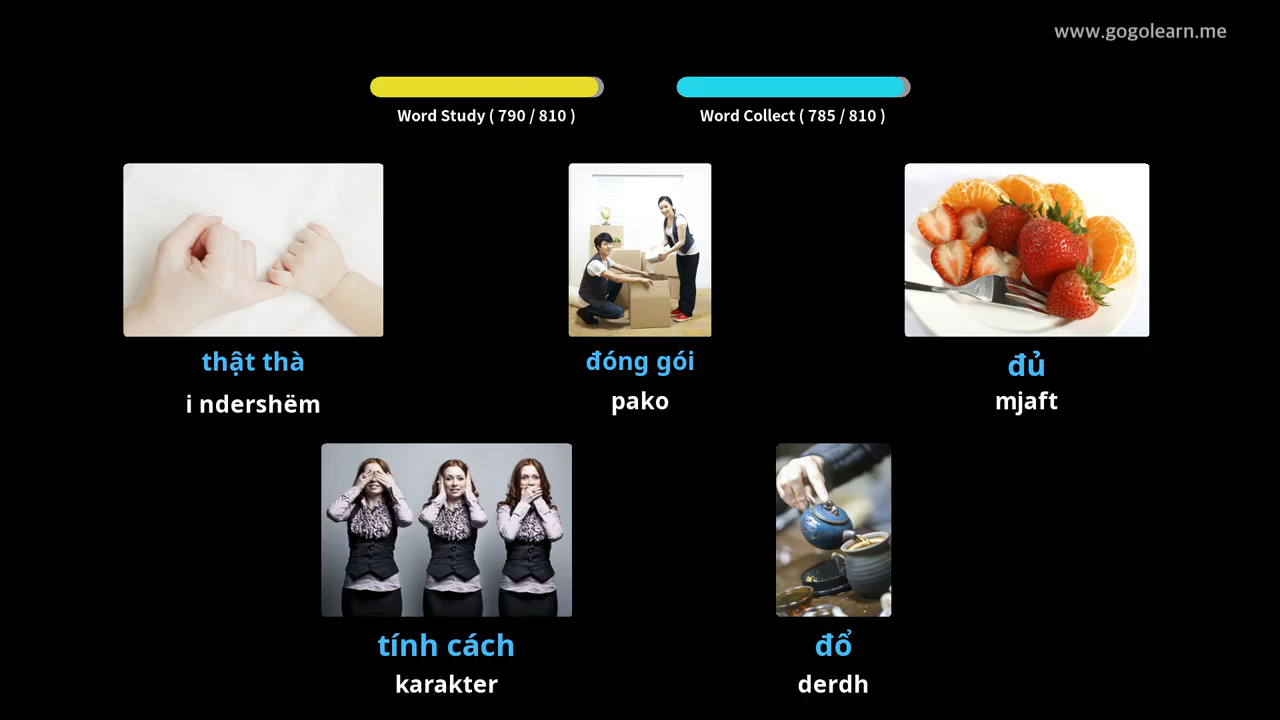 www.gogolearn.me
Word Study ( 790 / 810 )
Word Collect ( 785 / 810 )
thật thà
i ndershëm
đóng gói
pako
đủ
mjaft
tính cách
karakter
đổ
derdh